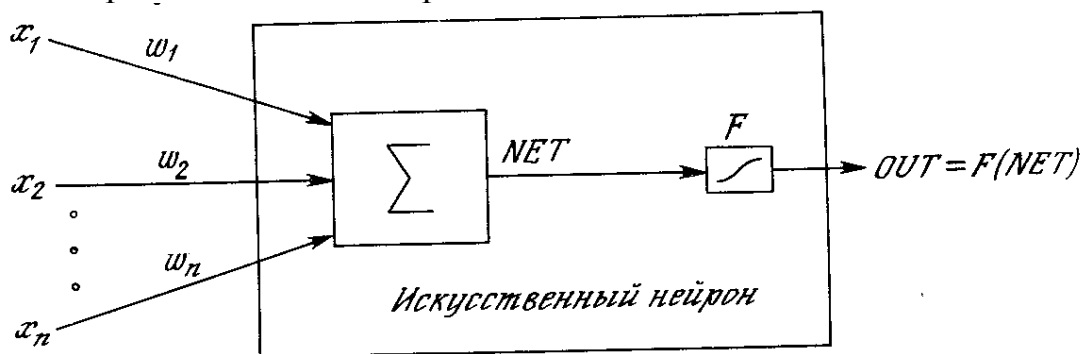 x₁
w₁
F
NET
OUT = F(NET)
w₂
x₂
Σ
wₙ
Искусственный нейрон
xₙ